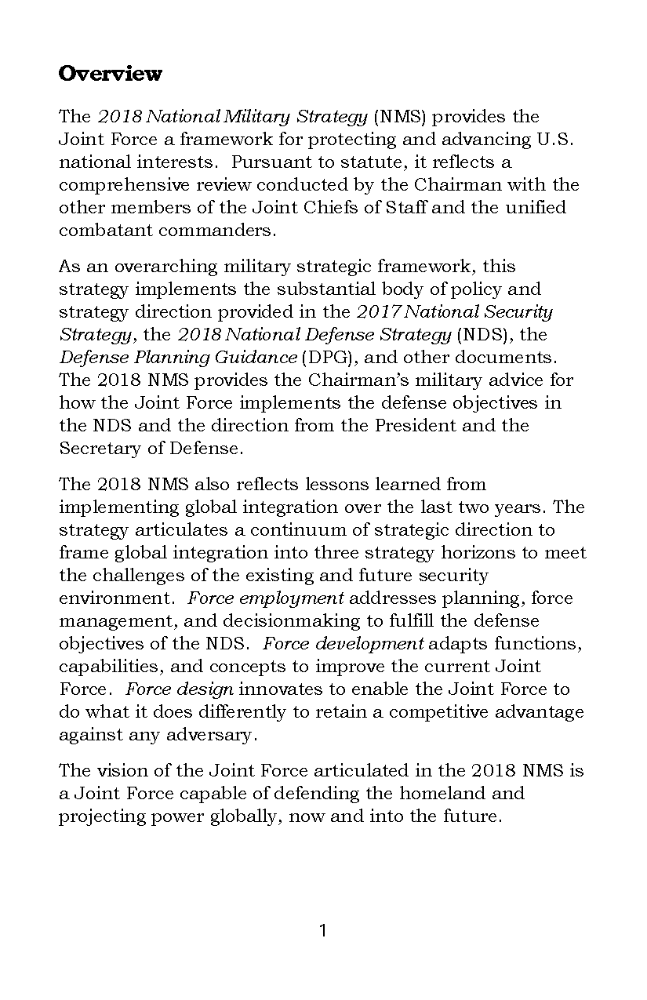 Overview
The 2018 National Military Strategy (NMS) provides the
Joint Force a framework for protecting and advancing U.S.
national interests.  Pursuant to statute, it reflects a
comprehensive review conducted by the Chairman with the
other members of the Joint Chiefs of Staff and the unified
combatant commanders.
As an overarching military strategic framework, this
strategy implements the substantial body of policy and
strategy direction provided in the 2017 National Security
Strategy, the 2018 National Defense Strategy (NDS), the
Defense Planning Guidance (DPG), and other documents.
The 2018 NMS provides the Chairman’s military advice for
how the Joint Force implements the defense objectives in
the NDS and the direction from the President and the
Secretary of Defense.
The 2018 NMS also reflects lessons learned from
implementing global integration over the last two years. The
strategy articulates a continuum of strategic direction to
frame global integration into three strategy horizons to meet
the challenges of the existing and future security
environment.  Force employment addresses planning, force
management, and decisionmaking to fulfill the defense
objectives of the NDS.  Force development adapts functions,
capabilities, and concepts to improve the current Joint
Force.  Force design innovates to enable the Joint Force to
do what it does differently to retain a competitive advantage
against any adversary.
The vision of the Joint Force articulated in the 2018 NMS is
a Joint Force capable of defending the homeland and
projecting power globally, now and into the future.
1